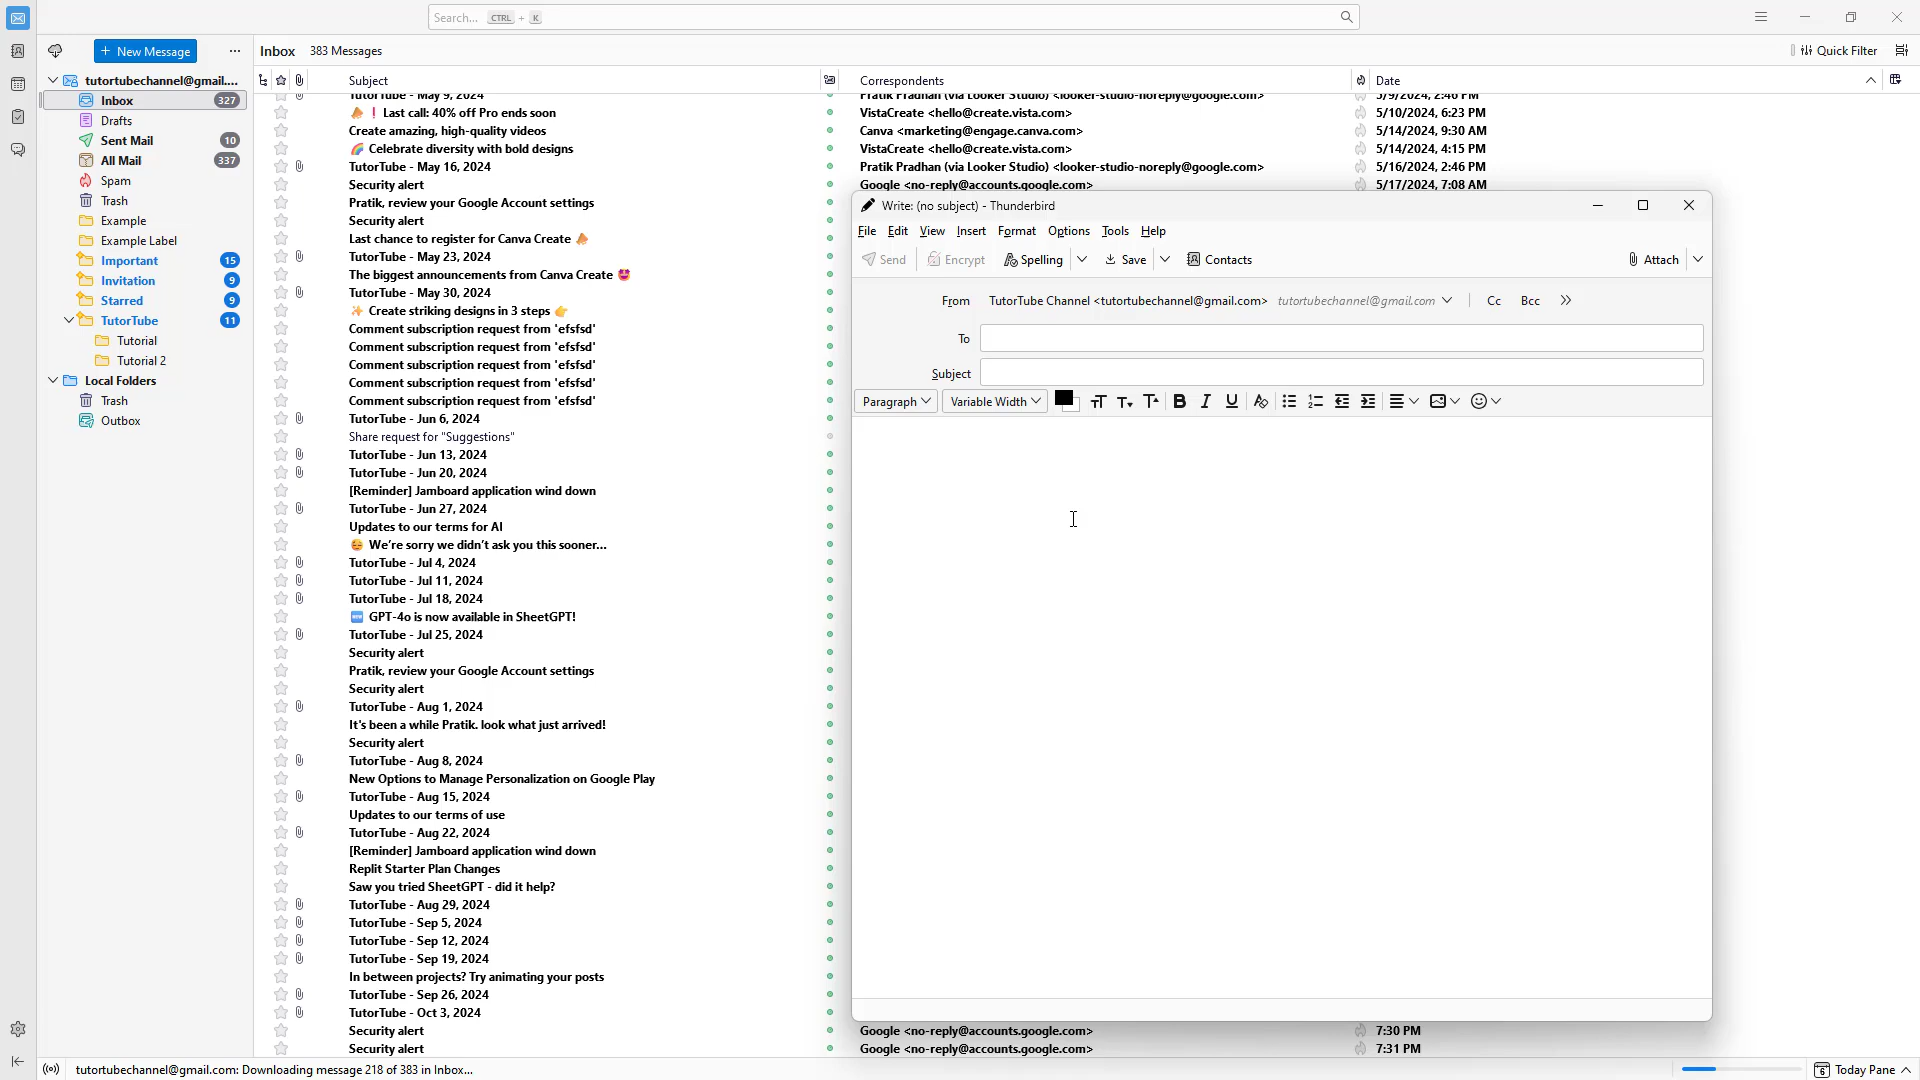 Search... CTRL + K
New Message
Inbox 383 Messages
Quick Filter
tutortubechannel@gmail....
Inbox 327
Drafts
Sent Mail 10
All Mail 337
Spam
Trash
Example
Example Label
Important 15
Invitation 9
Starred 9
TutorTube 11
Tutorial
Tutorial 2
Local Folders
Trash
Outbox
Subject Correspondents Date
TutorTube - May 9, 2024 Pratik Pradhan (via Looker Studio) <looker-studio-noreply@google.com> 5/9/2024, 2:46 PM
📣❗ Last call: 40% off Pro ends soon VistaCreate <hello@create.vista.com> 5/10/2024, 6:23 PM
Create amazing, high-quality videos Canva <marketing@engage.canva.com> 5/14/2024, 9:30 AM
🌈 Celebrate diversity with bold designs VistaCreate <hello@create.vista.com> 5/14/2024, 4:15 PM
TutorTube - May 16, 2024 Pratik Pradhan (via Looker Studio) <looker-studio-noreply@google.com> 5/16/2024, 2:46 PM
Security alert Google <no-reply@accounts.google.com> 5/17/2024, 7:08 AM
Pratik, review your Google Account settings
Security alert
Last chance to register for Canva Create 📣
TutorTube - May 23, 2024
The biggest announcements from Canva Create 🤩
TutorTube - May 30, 2024
✨ Create striking designs in 3 steps 👉
Comment subscription request from 'efsfsd'
Comment subscription request from 'efsfsd'
Comment subscription request from 'efsfsd'
Comment subscription request from 'efsfsd'
Comment subscription request from 'efsfsd'
TutorTube - Jun 6, 2024
Share request for "Suggestions"
TutorTube - Jun 13, 2024
TutorTube - Jun 20, 2024
[Reminder] Jamboard application wind down
TutorTube - Jun 27, 2024
Updates to our terms for AI
We're sorry we didn't ask you this sooner...
TutorTube - Jul 4, 2024
TutorTube - Jul 11, 2024
TutorTube - Jul 18, 2024
🆕 GPT-4o is now available in SheetGPT!
TutorTube - Jul 25, 2024
Security alert
Pratik, review your Google Account settings
Security alert
TutorTube - Aug 1, 2024
It's been a while Pratik. look what just arrived!
Security alert
TutorTube - Aug 8, 2024
New Options to Manage Personalization on Google Play
TutorTube - Aug 15, 2024
Updates to our terms of use
TutorTube - Aug 22, 2024
[Reminder] Jamboard application wind down
Replit Starter Plan Changes
Saw you tried SheetGPT - did it help?
TutorTube - Aug 29, 2024
TutorTube - Sep 5, 2024
TutorTube - Sep 12, 2024
TutorTube - Sep 19, 2024
In between projects? Try animating your posts
TutorTube - Sep 26, 2024
TutorTube - Oct 3, 2024
Security alert Google <no-reply@accounts.google.com> 7:30 PM
Security alert Google <no-reply@accounts.google.com> 7:31 PM
Write: (no subject) - Thunderbird
File Edit View Insert Format Options Tools Help
Send Encrypt Spelling Save Contacts Attach
From TutorTube Channel <tutortubechannel@gmail.com> tutortubechannel@gmail.com Cc Bcc
To
Subject
Paragraph Variable Width
tutortubechannel@gmail.com: Downloading message 218 of 383 in Inbox...
6 Today Pane